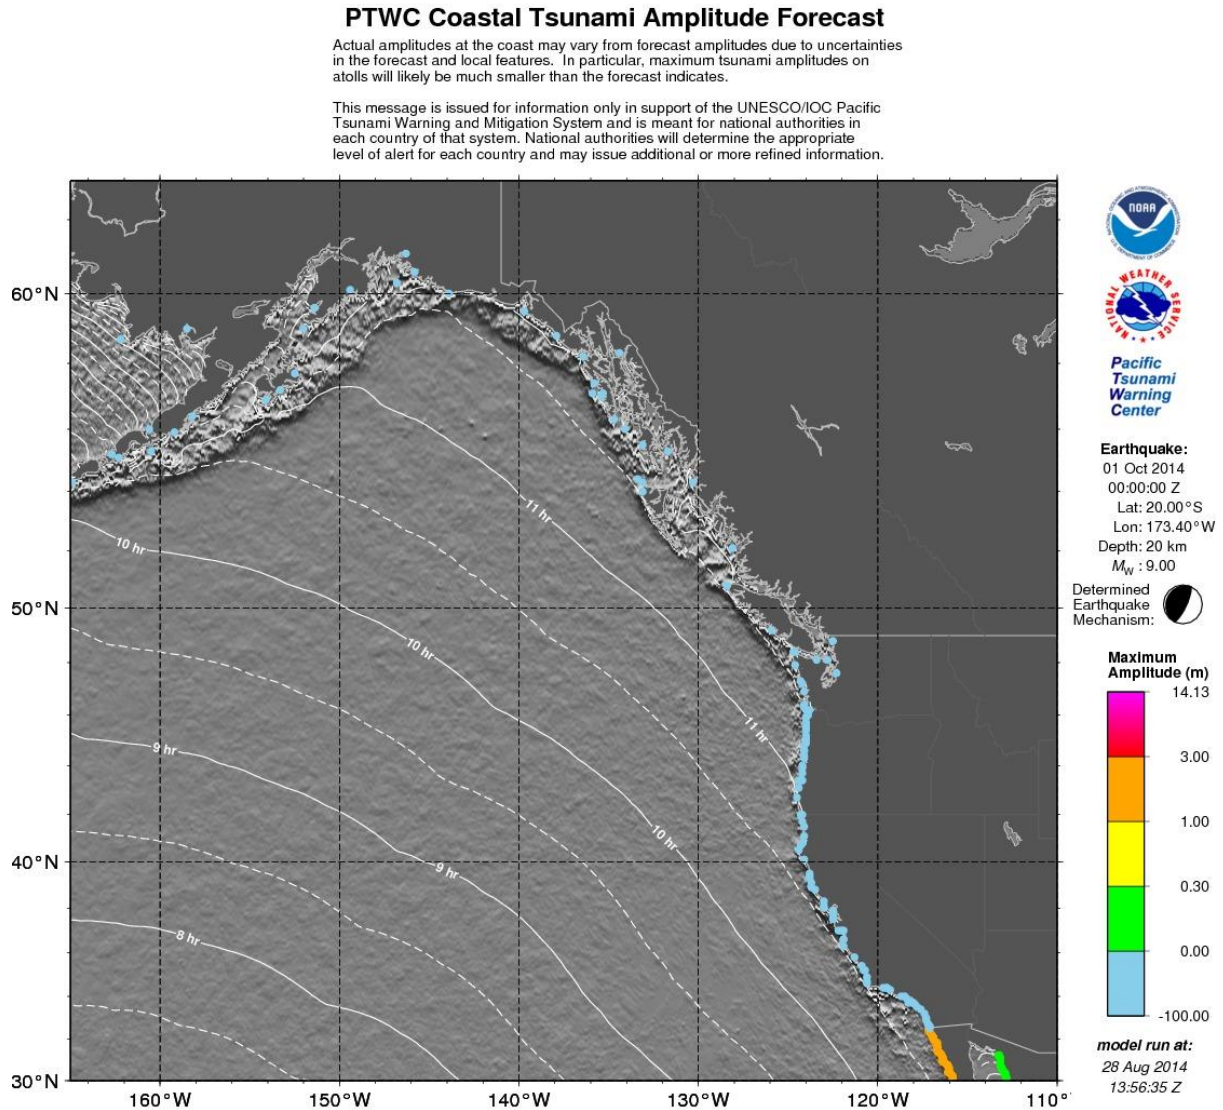 PTWC Coastal Tsunami Amplitude Forecast
Actual amplitudes at the coast may vary from forecast amplitudes due to uncertainties
in the forecast and local features. In particular, maximum tsunami amplitudes on
atolls will likely be much smaller than the forecast indicates.
This message is issued for information only in support of the UNESCO/IOC Pacific
Tsunami Warning and Mitigation System and is meant for national authorities in
each country of that system. National authorities will determine the appropriate
level of alert for each country and may issue additional or more refined information.
60°N
50°N
40°N
30°N
160°W
150°W
140°W
130°W
120°W
110°
11 hr
10 hr
10 hr
11 hr
9 hr
10 hr
9 hr
8 hr
NOAA
NATIONAL WEATHER SERVICE
Pacific
Tsunami
Warning
Center
Earthquake:
01 Oct 2014
00:00:00 Z
Lat: 20.00°S
Lon: 173.40°W
Depth: 20 km
MW : 9.00
Determined
Earthquake
Mechanism:
Maximum
Amplitude (m)
14.13
3.00
1.00
0.30
0.00
-100.00
model run at:
28 Aug 2014
13:56:35 Z